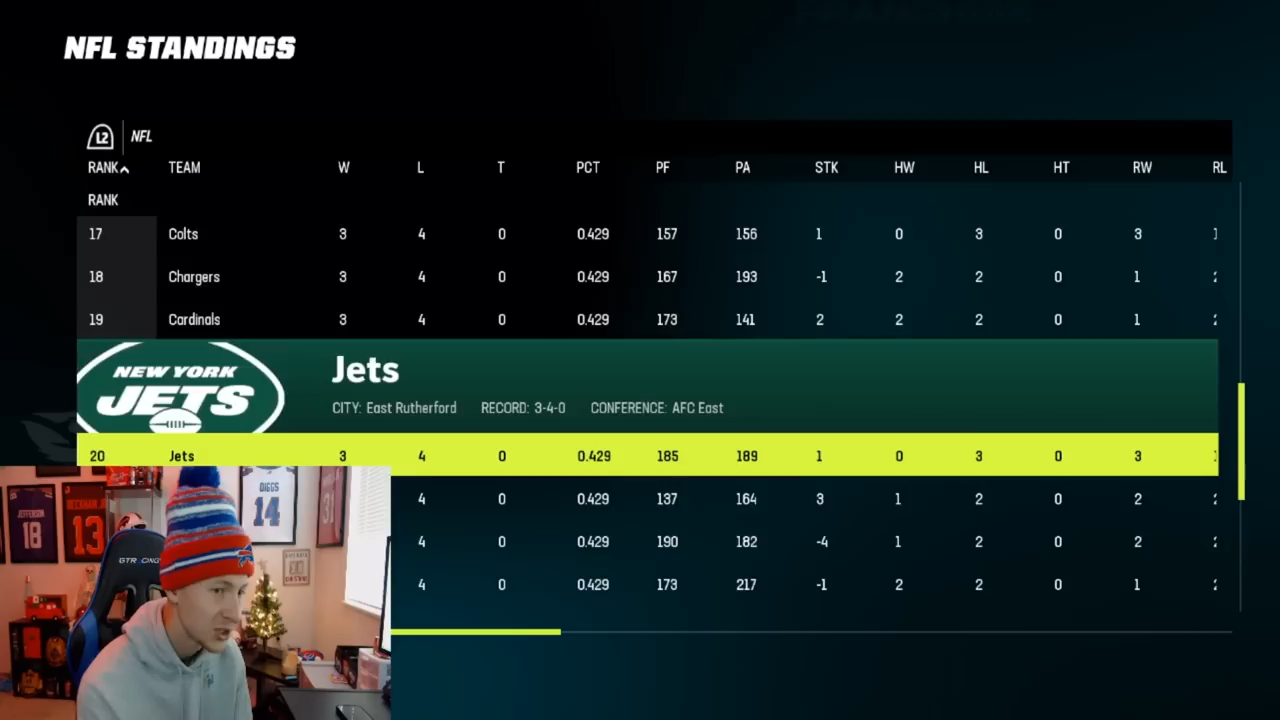 NFL STANDINGS
L2 NFL
RANK TEAM W L T PCT PF PA STK HW HL HT RW RL
RANK
17 Colts 3 4 0 0.429 157 156 1 0 3 0 3
18 Chargers 3 4 0 0.429 167 193 -1 2 2 0 1
19 Cardinals 3 4 0 0.429 173 141 2 2 2 0 1
NEW YORK
JETS
Jets
CITY: East Rutherford RECORD: 3-4-0 CONFERENCE: AFC East
20 Jets 3 4 0 0.429 185 189 1 0 3 0 3
4 0 0.429 137 164 3 1 2 0 2
4 0 0.429 190 182 -4 1 2 0 2
4 0 0.429 173 217 -1 2 2 0 1
JEFFERSON
18
BECKHAM JR
13
DIGGS
14
31
GTRACING